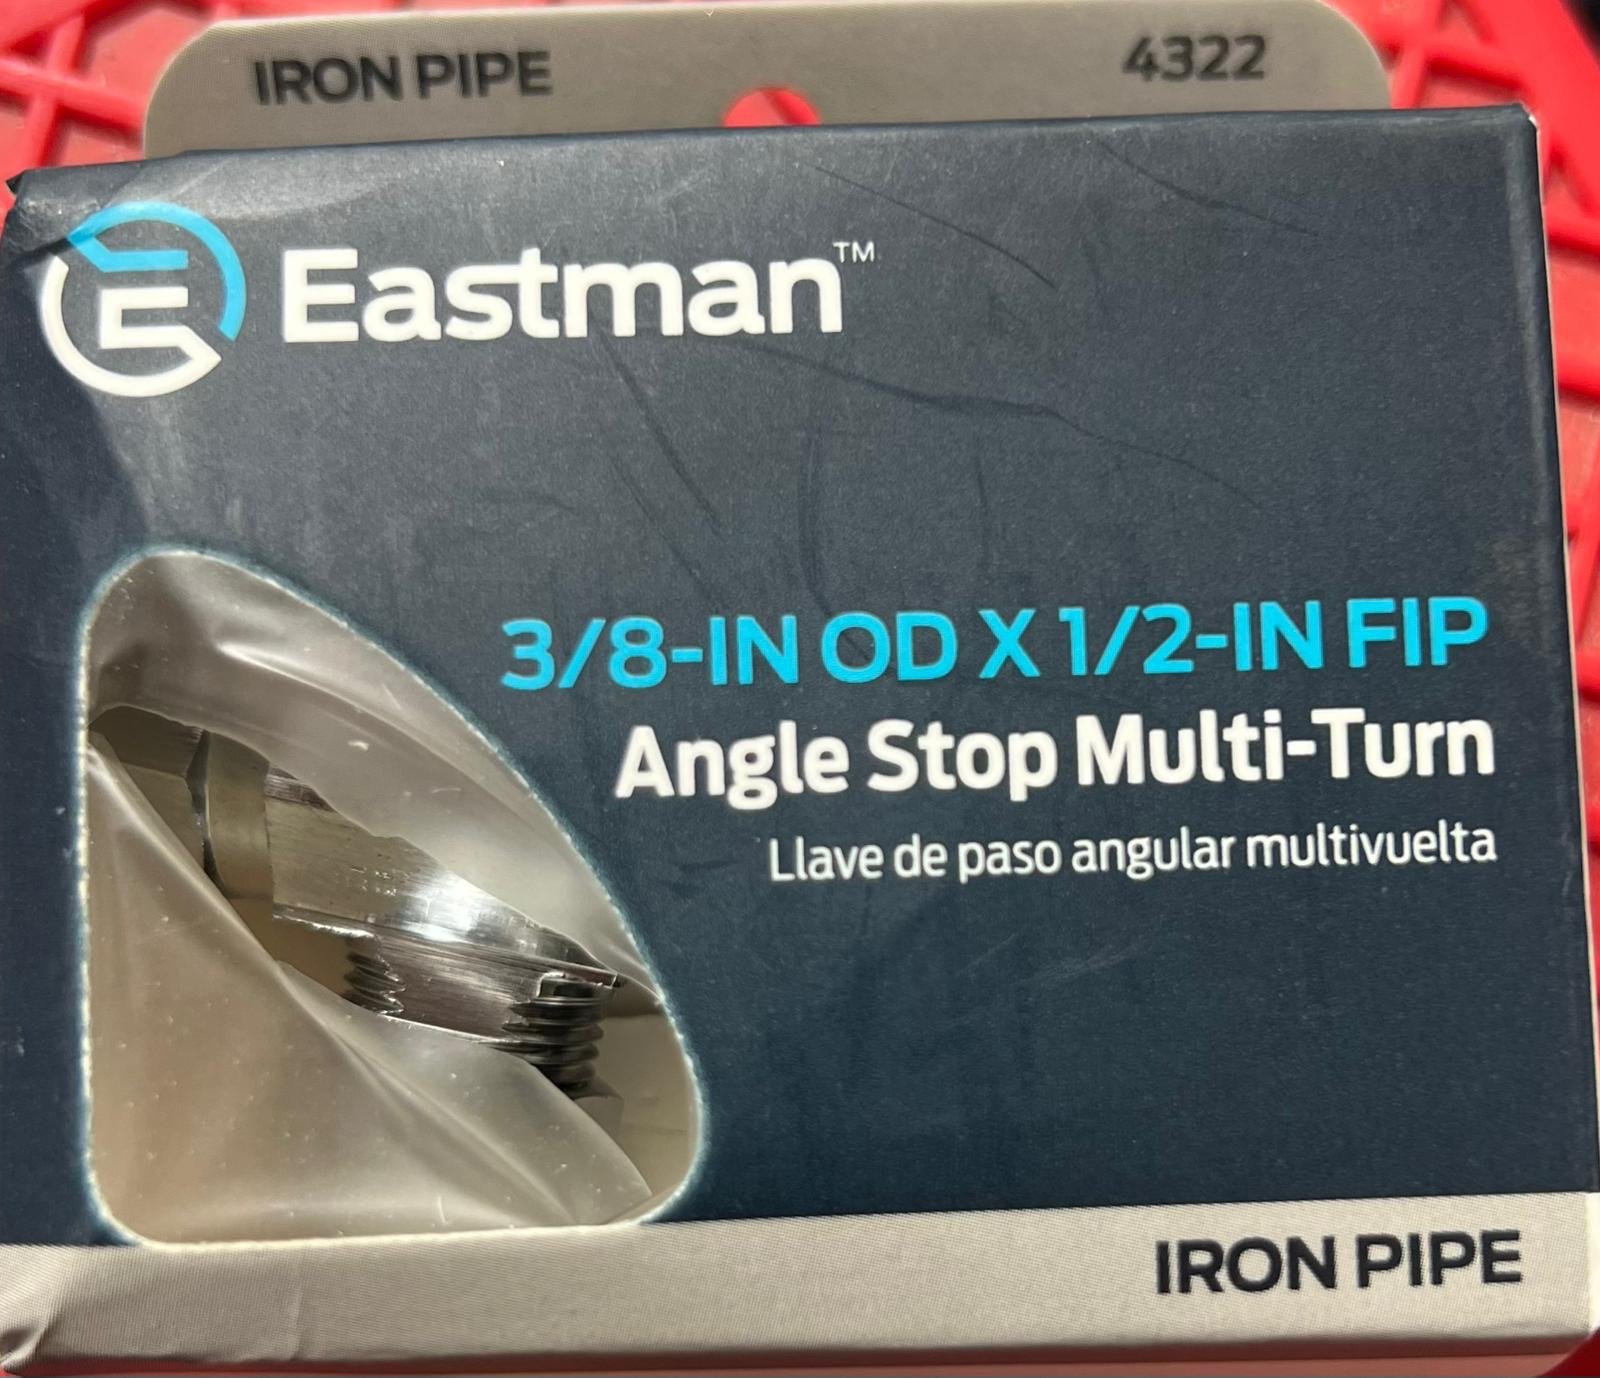 IRON PIPE 4322
Eastman™
3/8-IN OD X 1/2-IN FIP
Angle Stop Multi-Turn
Llave de paso angular multivuelta
IRON PIPE